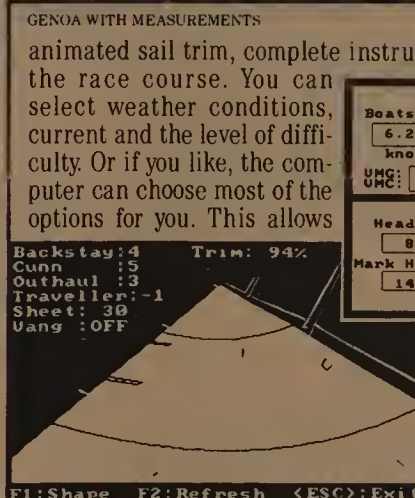 GENOA WITH MEASUREMENTS
animated sail trim, complete instru
the race course. You can
select weather conditions,
current and the level of diffi-
culty. Or if you like, the com-
puter can choose most of the
options for you. This allows
Boats
6.2
kno
VMG:
VMC:
Head
8
Mark H
14
Backstay:4 Trim: 94%
Cunn :5
Outhaul :3
Traveller:-1
Sheet: 30
Vang :OFF
F1:Shape F2:Refresh <ESC>:Exi